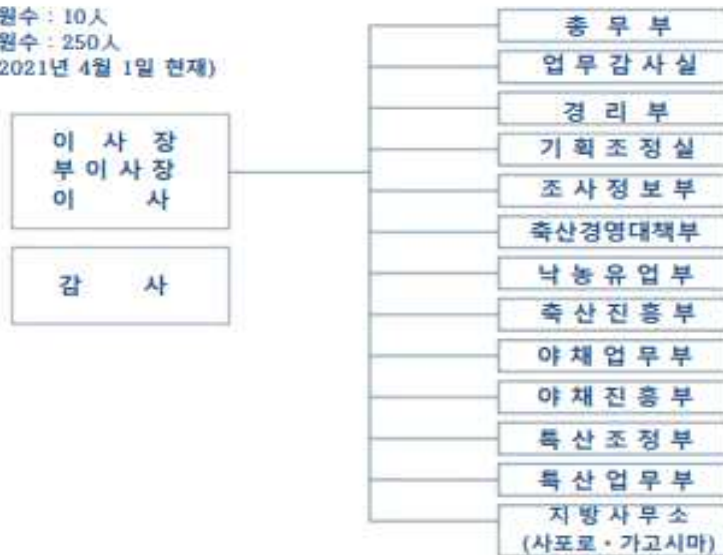 원수 : 10人
원수 : 250人
2021년 4월 1일 현재)
이 사 장
부 이 사 장
이 사
감 사
총 무 부
업 무 감 사 실
경 리 부
기 획 조 정 실
조 사 정 보 부
축산경영대책부
낙 농 유 업 부
축 산 진 흥 부
야 채 업 무 부
야 채 진 흥 부
특 산 조 정 부
특 산 업 무 부
지 방 사 무 소
(사포로・가고시마)